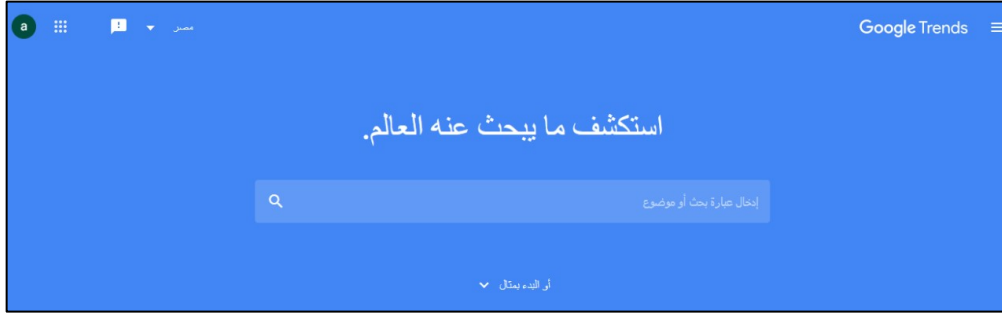 Google Trends
مصر
a
استكشف ما يبحث عنه العالم.
إدخال عبارة بحث أو موضوع
أو البدء بمثال